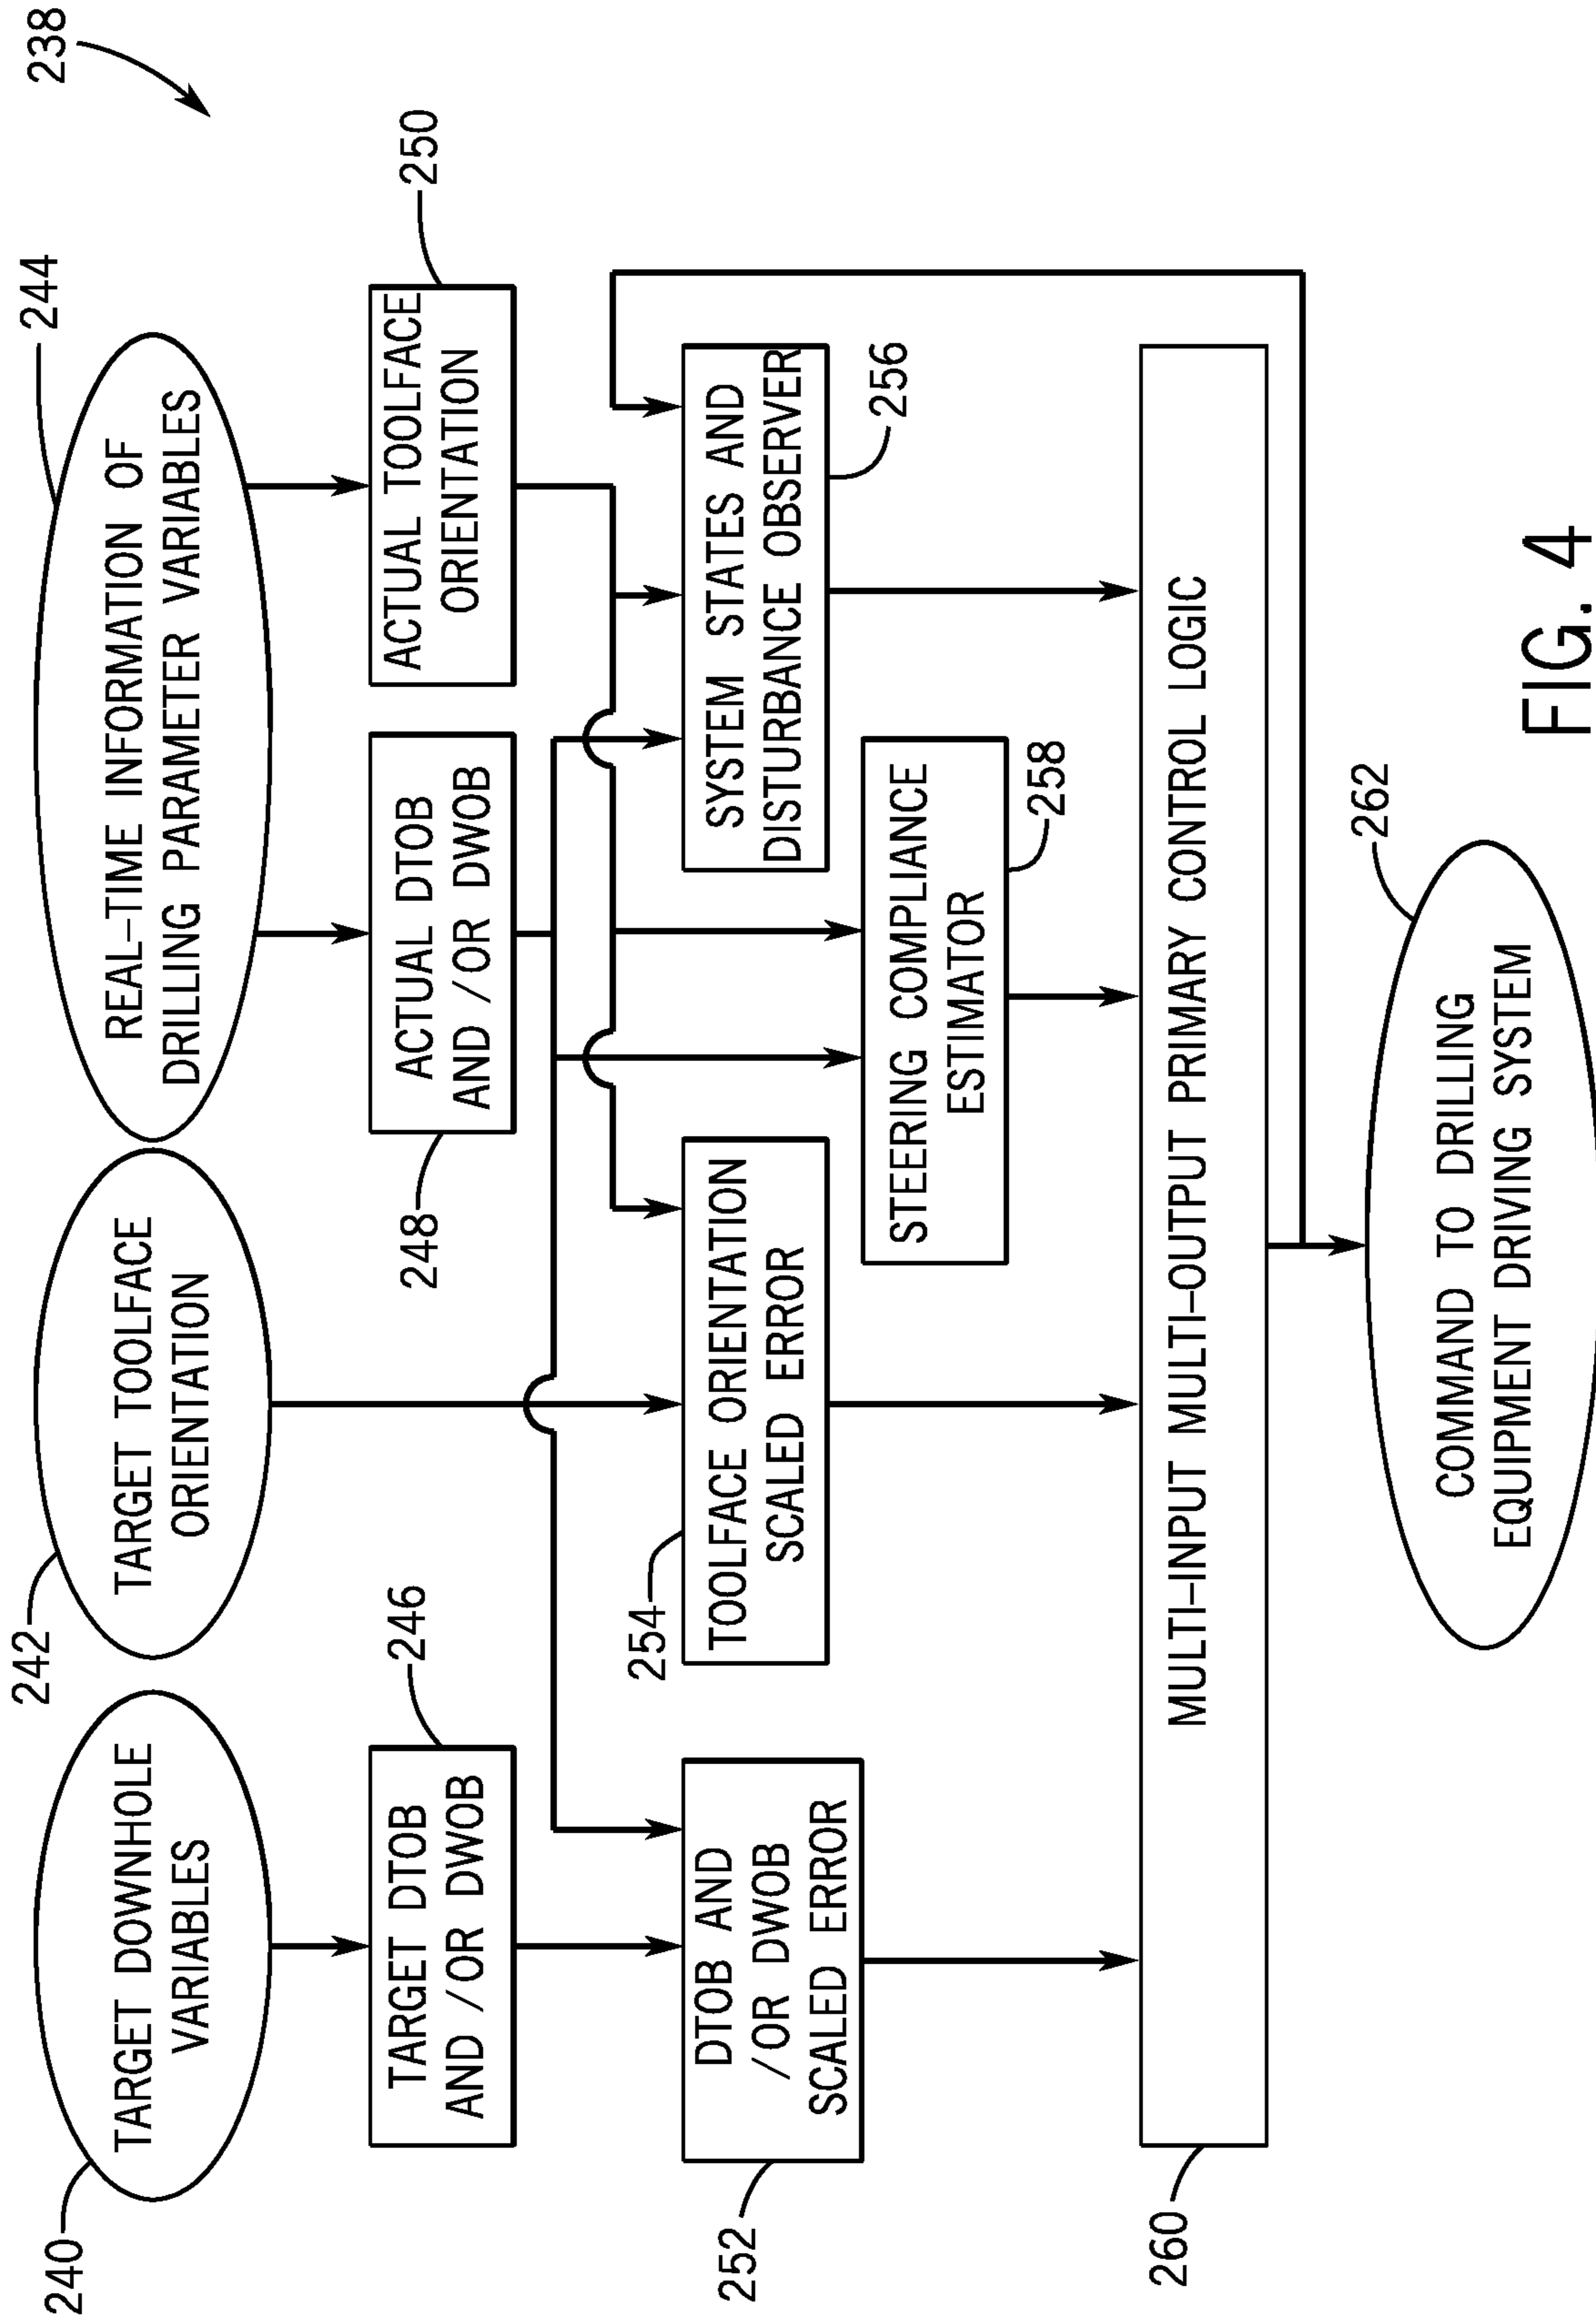 238
240
TARGET DOWNHOLE
VARIABLES
242
TARGET TOOLFACE
ORIENTATION
244
REAL-TIME INFORMATION OF
DRILLING PARAMETER VARIABLES
246
TARGET DTOB
AND /OR DWOB
248
ACTUAL DTOB
AND /OR DWOB
250
ACTUAL TOOLFACE
ORIENTATION
252
DTOB AND
/OR DWOB
SCALED ERROR
254
TOOLFACE ORIENTATION
SCALED ERROR
SYSTEM STATES AND
DISTURBANCE OBSERVER
256
STEERING COMPLIANCE
ESTIMATOR
258
260
MULTI-INPUT MULTI-OUTPUT PRIMARY CONTROL LOGIC
262
COMMAND TO DRILLING
EQUIPMENT DRIVING SYSTEM
FIG. 4